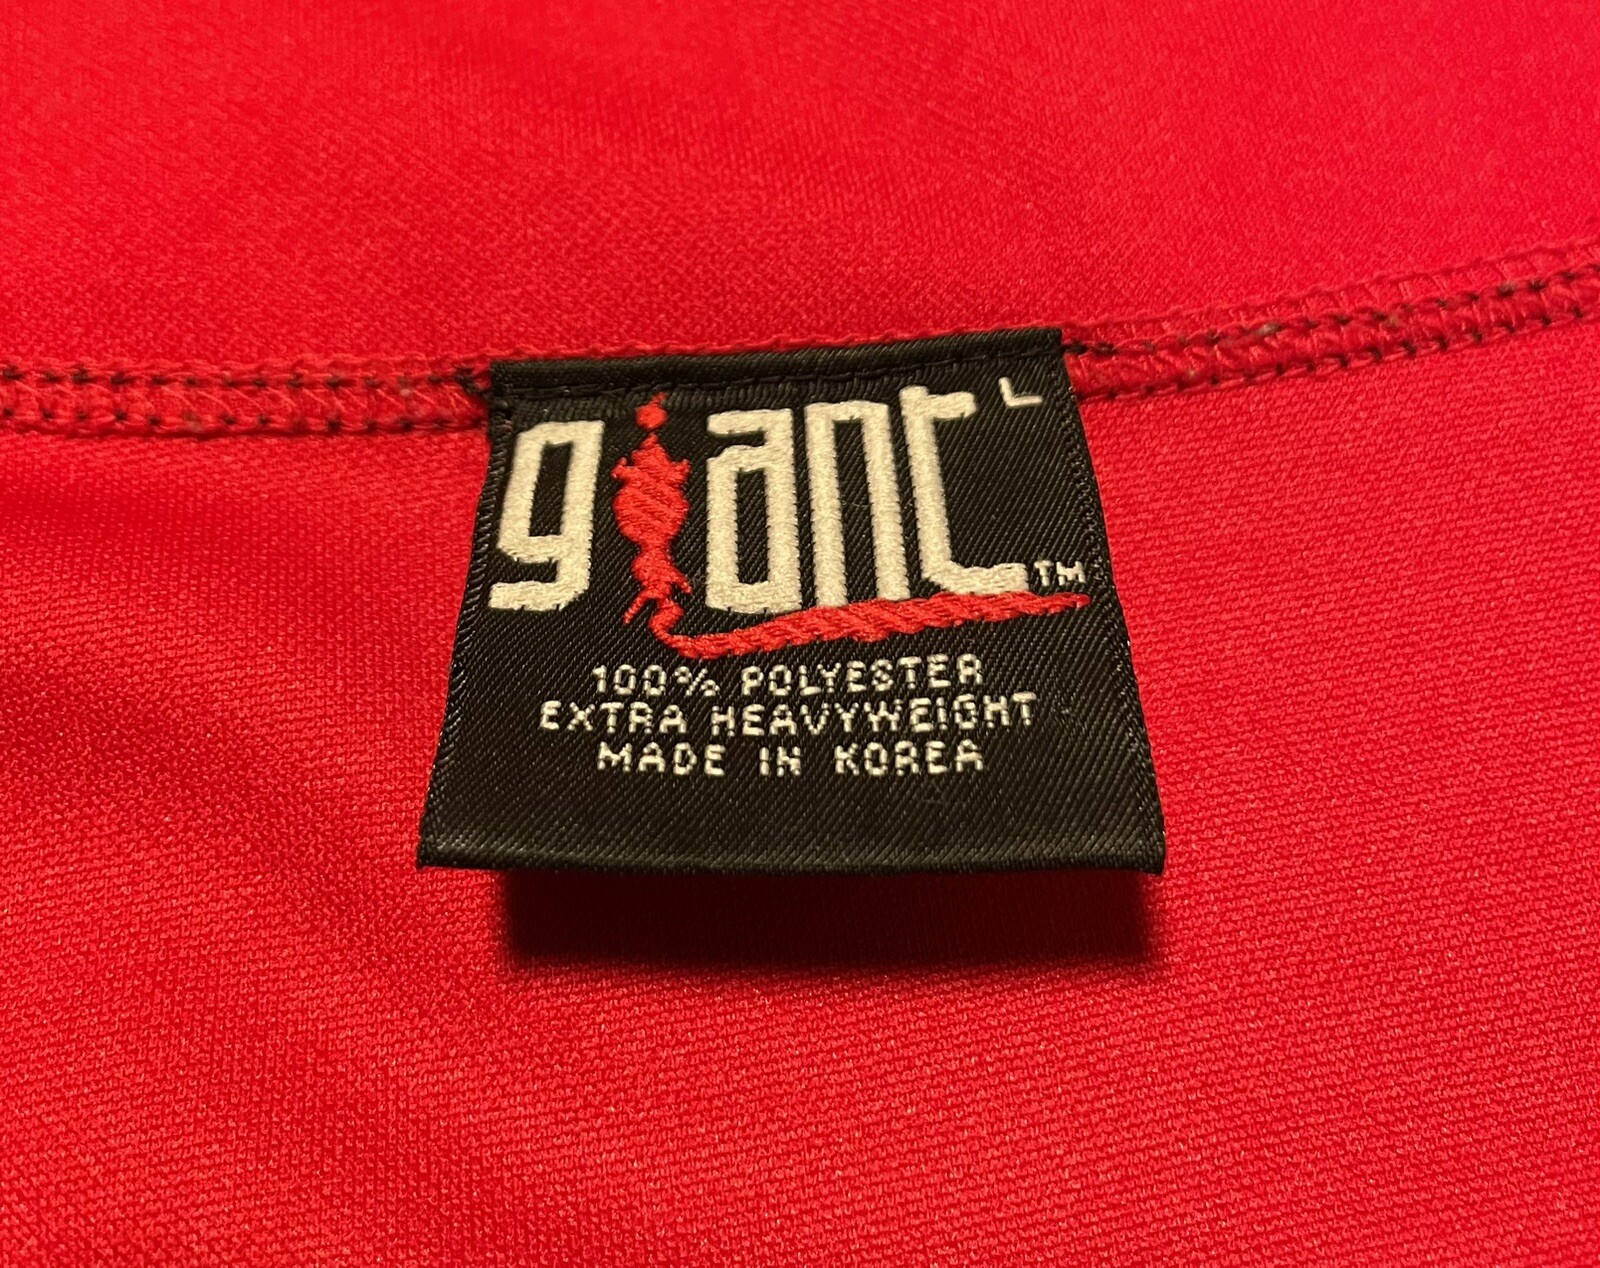 giant L
TM
100% POLYESTER
EXTRA HEAVYWEIGHT
MADE IN KOREA